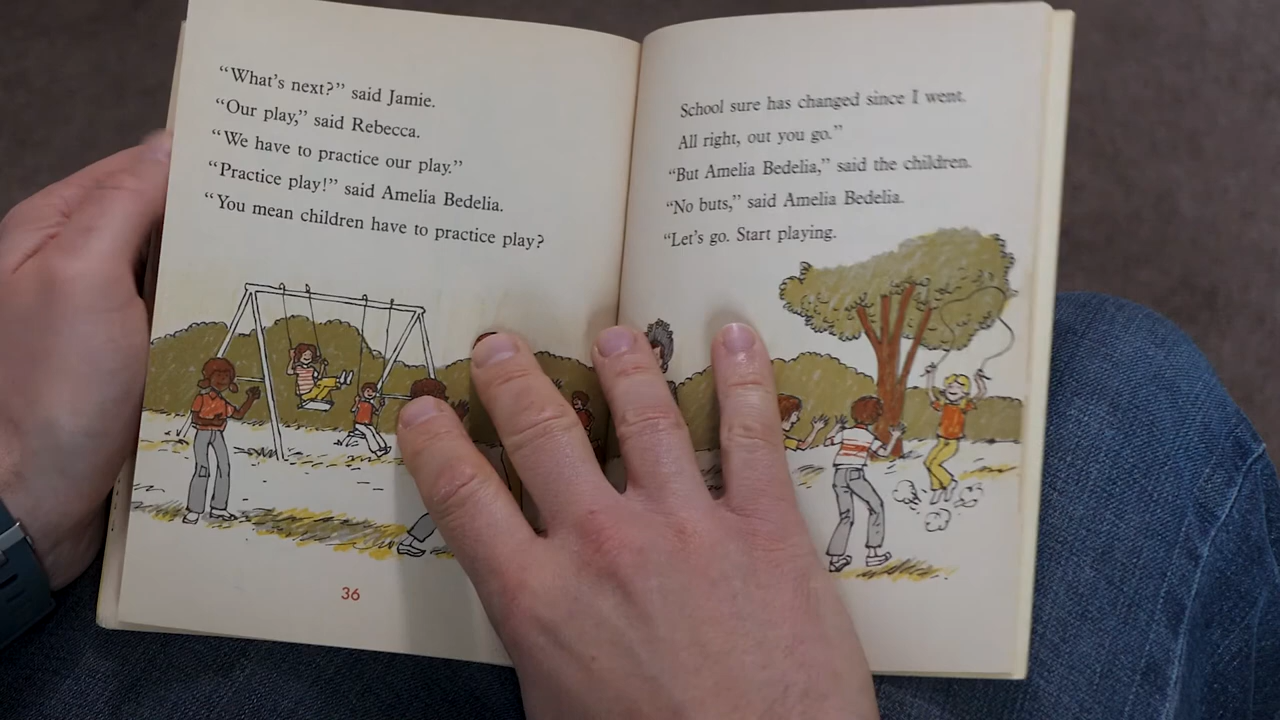 “What’s next?” said Jamie.
“Our play,” said Rebecca.
“We have to practice our play.”
“Practice play!” said Amelia Bedelia.
“You mean children have to practice play?
36
School sure has changed since I went.
All right, out you go.”
“But Amelia Bedelia,” said the children.
“No buts,” said Amelia Bedelia.
“Let’s go. Start playing.